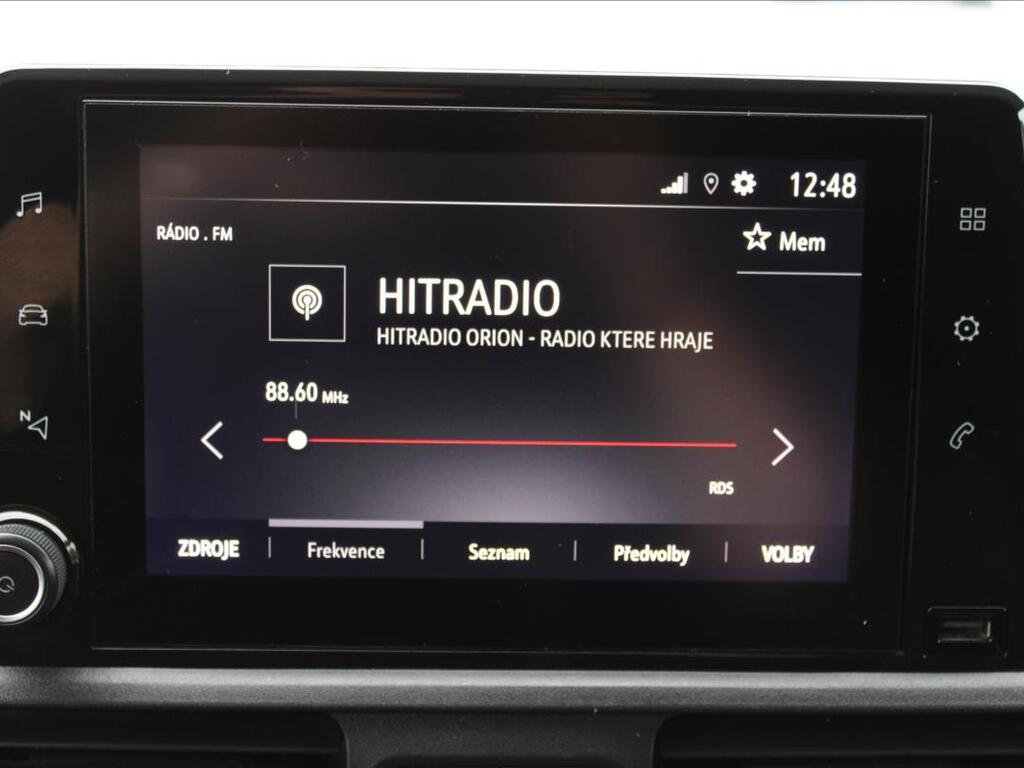 12:48
RÁDIO . FM
Mem
HITRADIO
HITRADIO ORION - RADIO KTERE HRAJE
88.60 MHz
RDS
ZDROJE
Frekvence
Seznam
Předvolby
VOLBY
N